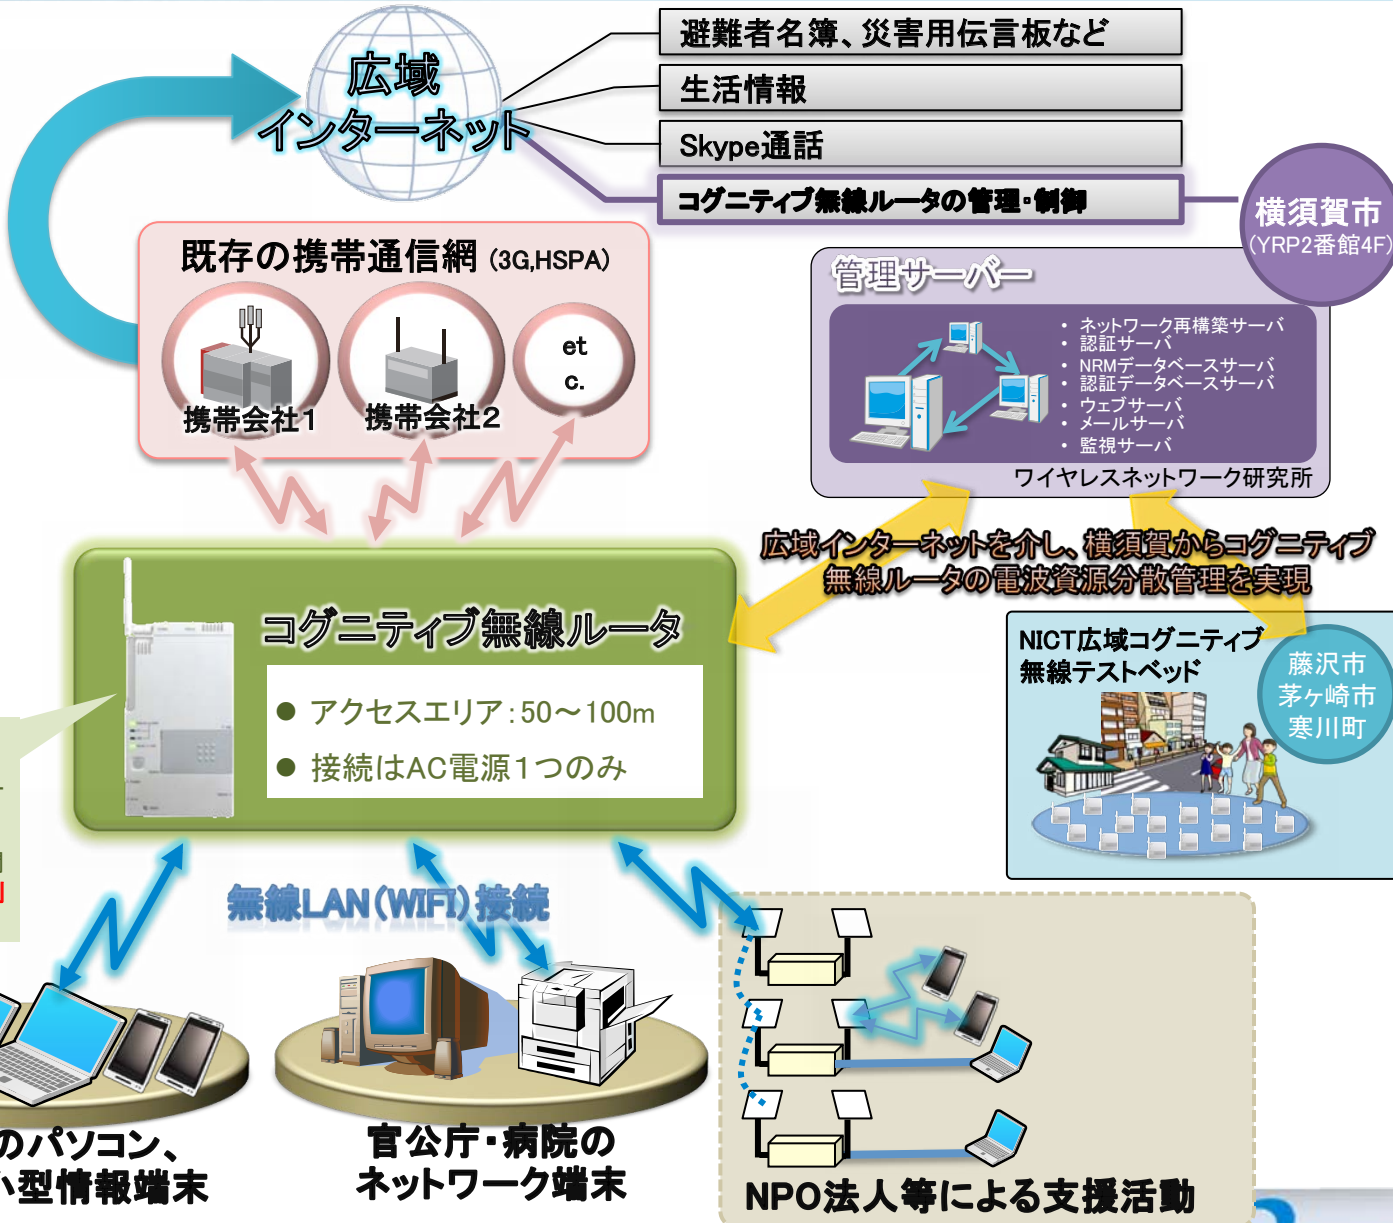 広域
インターネット
避難者名簿、災害用伝言板など
生活情報
Skype通話
コグニティブ無線ルータの管理・制御
横須賀市
(YRP2番館4F)
既存の携帯通信網 (3G,HSPA)
携帯会社1
携帯会社2
et
c.
管理サーバー
• ネットワーク再構築サーバ
• 認証サーバ
• NRMデータベースサーバ
• 認証データベースサーバ
• ウェブサーバ
• メールサーバ
• 監視サーバ
ワイヤレスネットワーク研究所
広域インターネットを介し、横須賀からコグニティブ
無線ルータの電波資源分散管理を実現
コグニティブ無線ルータ
● アクセスエリア:50～100m
● 接続はAC電源1つのみ
NICT広域コグニティブ
無線テストベッド
藤沢市
茅ヶ崎市
寒川町
無線LAN(WIFI)接続
のパソコン、
小型情報端末
官公庁・病院の
ネットワーク端末
NPO法人等による支援活動